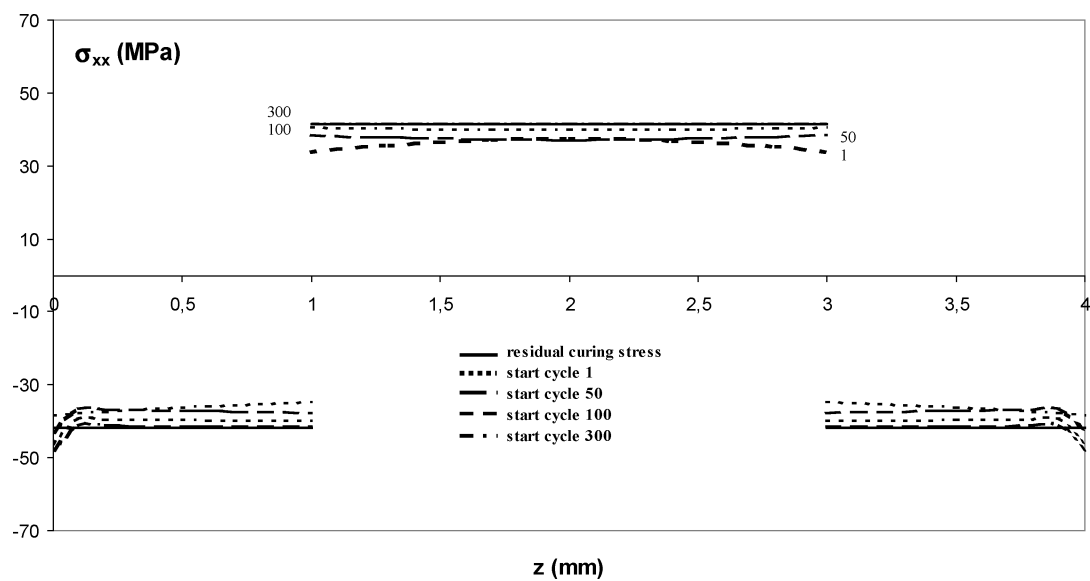 70
σxx (MPa)
50
300
100
50
1
30
10
0 0,5 1 1,5 2 2,5 3 3,5 4
-10
residual curing stress
start cycle 1
start cycle 50
start cycle 100
start cycle 300
-30
-50
-70
z (mm)